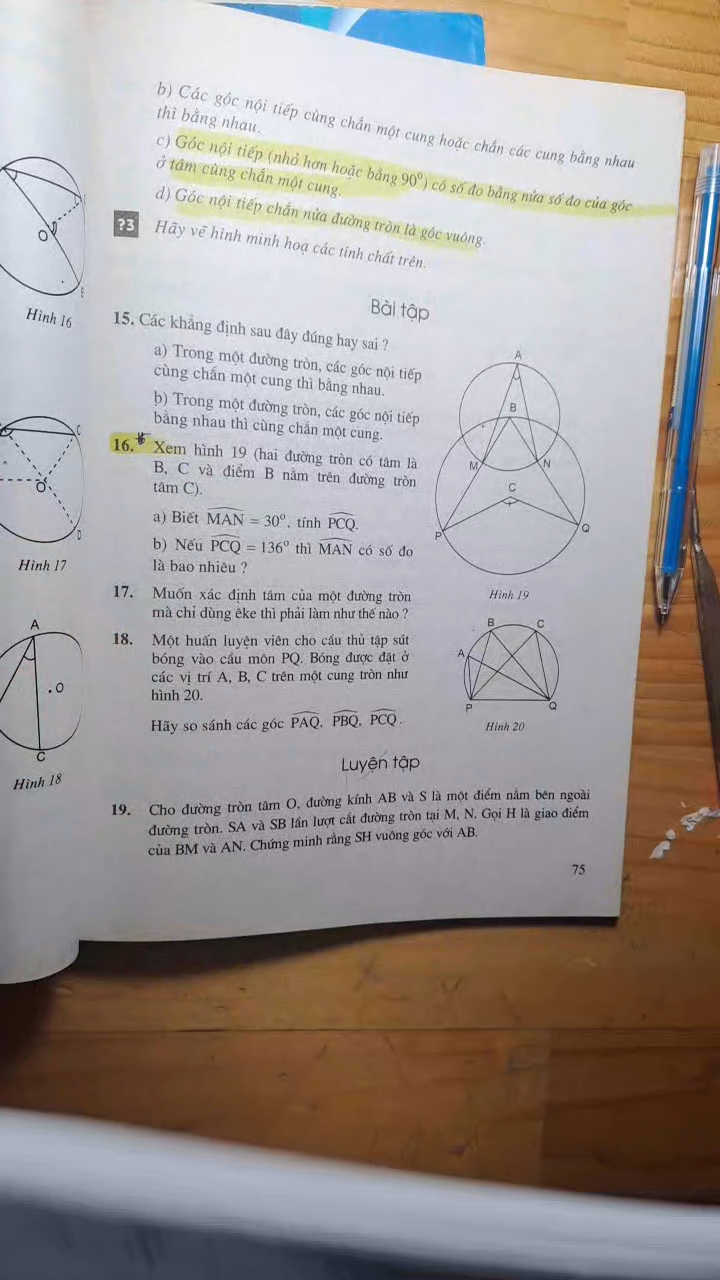 b) Các góc nội tiếp cùng chắn một cung hoặc chắn các cung bằng nhau
thì bằng nhau.
c) Góc nội tiếp (nhỏ hơn hoặc bằng 90°) có số đo bằng nửa số đo của góc
ở tâm cùng chắn một cung.
d) Góc nội tiếp chắn nửa đường tròn là góc vuông.
?3 Hãy vẽ hình minh hoạ các tính chất trên.
O
B
Hình 16
Bài tập
15. Các khẳng định sau đây đúng hay sai ?
a) Trong một đường tròn, các góc nội tiếp
cùng chắn một cung thì bằng nhau.
b) Trong một đường tròn, các góc nội tiếp
bằng nhau thì cùng chắn một cung.
16.* Xem hình 19 (hai đường tròn có tâm là
B, C và điểm B nằm trên đường tròn
tâm C).
a) Biết MAN = 30°, tính PCQ.
b) Nếu PCQ = 136° thì MAN có số đo
là bao nhiêu ?
A
B
M
N
C
P
Q
Hình 19
C
O
D
Hình 17
17. Muốn xác định tâm của một đường tròn
mà chỉ dùng êke thì phải làm như thế nào ?
18. Một huấn luyện viên cho cầu thủ tập sút
bóng vào cầu môn PQ. Bóng được đặt ở
các vị trí A, B, C trên một cung tròn như
hình 20.
Hãy so sánh các góc PAQ, PBQ, PCQ.
B
C
A
P
Q
Hình 20
A
O
C
Hình 18
Luyện tập
19. Cho đường tròn tâm O, đường kính AB và S là một điểm nằm bên ngoài
đường tròn. SA và SB lần lượt cắt đường tròn tại M, N. Gọi H là giao điểm
của BM và AN. Chứng minh rằng SH vuông góc với AB.
75